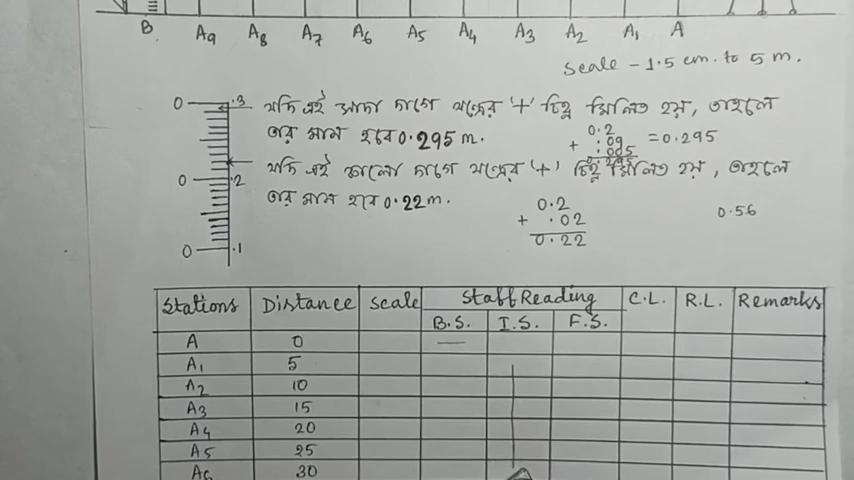 B A9 A8 A7 A6 A5 A4 A3 A2 A1 A
Scale - 1.5 cm. to 5 m.
0 .3 যদি এই সাদা দাগে যন্ত্রের '+' চিহ্ন মিলিত হয়, তাহলে
তার মান হবে 0.295 m.
0.2
+ .09 = 0.295
.005
0.295
যদি এই কালো দাগে যন্ত্রের '+' চিহ্ন মিলিত হয়, তাহলে
0 .2
তার মান হবে 0.22 m.
0.2
+ .02
0.22
0.56
0 .1
Stations Distance Scale Staff Reading C.L. R.L. Remarks
B.S. I.S. F.S.
A 0
A1 5
A2 10
A3 15
A4 20
A5 25
A6 30